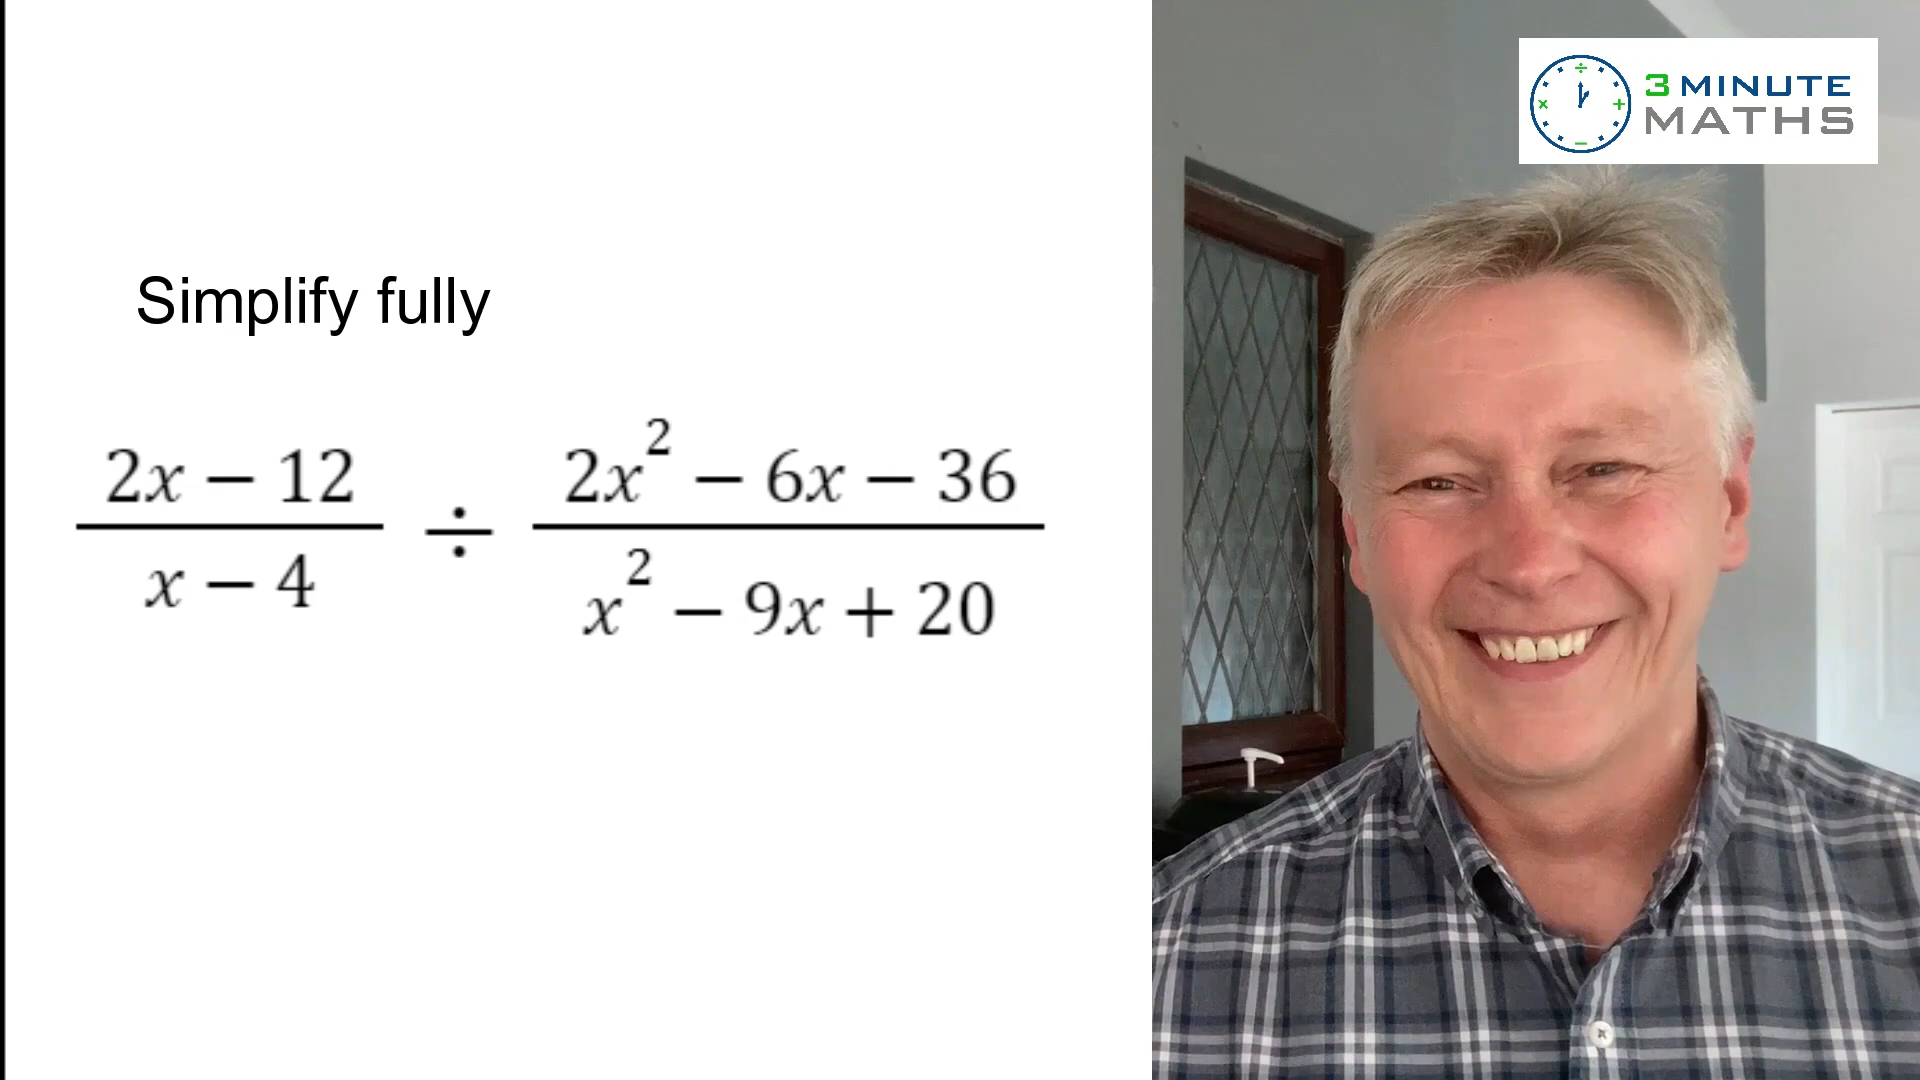 3 MINUTE
MATHS
Simplify fully
2x − 12
x − 4
÷
2x² − 6x − 36
x² − 9x + 20